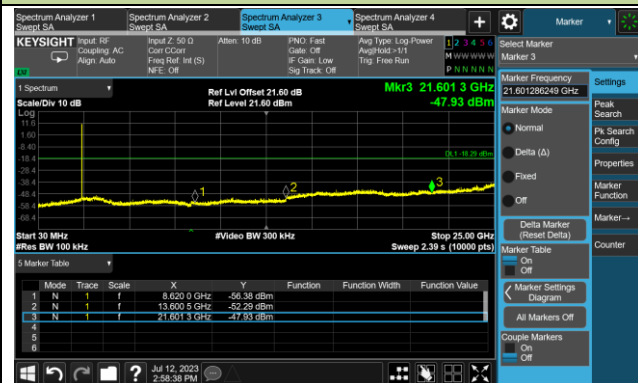 Spectrum Analyzer 1
Swept SA
Spectrum Analyzer 2
Swept SA
Spectrum Analyzer 3
Swept SA
Spectrum Analyzer 4
Swept SA
+
Marker
KEYSIGHT
Input: RF
Coupling: AC
Align: Auto
Input Z: 50 Ω
Corr CCorr
Freq Ref: Int (S)
NFE: Off
Atten: 10 dB
PNO: Fast
Gate: Off
IF Gain: Low
Sig Track: Off
Avg Type: Log-Power
Avg|Hold:>1/1
Trig: Free Run
1 2 3 4 5 6
M W W W W W
P N N N N N
LXI
Select Marker
Marker 3
1 Spectrum
Scale/Div 10 dB
Ref Lvl Offset 21.60 dB
Ref Level 21.60 dBm
Mkr3 21.601 3 GHz
-47.93 dBm
Log
11.6
1.60
-8.40
-18.4
-28.4
-38.4
-48.4
-58.4
-68.4
DL1 -18.29 dBm
1
2
3
Start 30 MHz
#Res BW 100 kHz
#Video BW 300 kHz
Stop 25.00 GHz
Sweep 2.39 s (10000 pts)
5 Marker Table
Mode Trace Scale X Y Function Function Width Function Value
1 N 1 f 8.620 0 GHz -56.38 dBm
2 N 1 f 13.600 5 GHz -52.29 dBm
3 N 1 f 21.601 3 GHz -47.93 dBm
4
5
6
Marker Frequency
21.601286249 GHz
Marker Mode
Normal
Delta (Δ)
Fixed
Off
Delta Marker
(Reset Delta)
Marker Table
On
Off
Marker Settings
Diagram
All Markers Off
Couple Markers
On
Off
Settings
Peak
Search
Pk Search
Config
Properties
Marker
Function
Marker→
Counter
?
Jul 12, 2023
2:58:38 PM